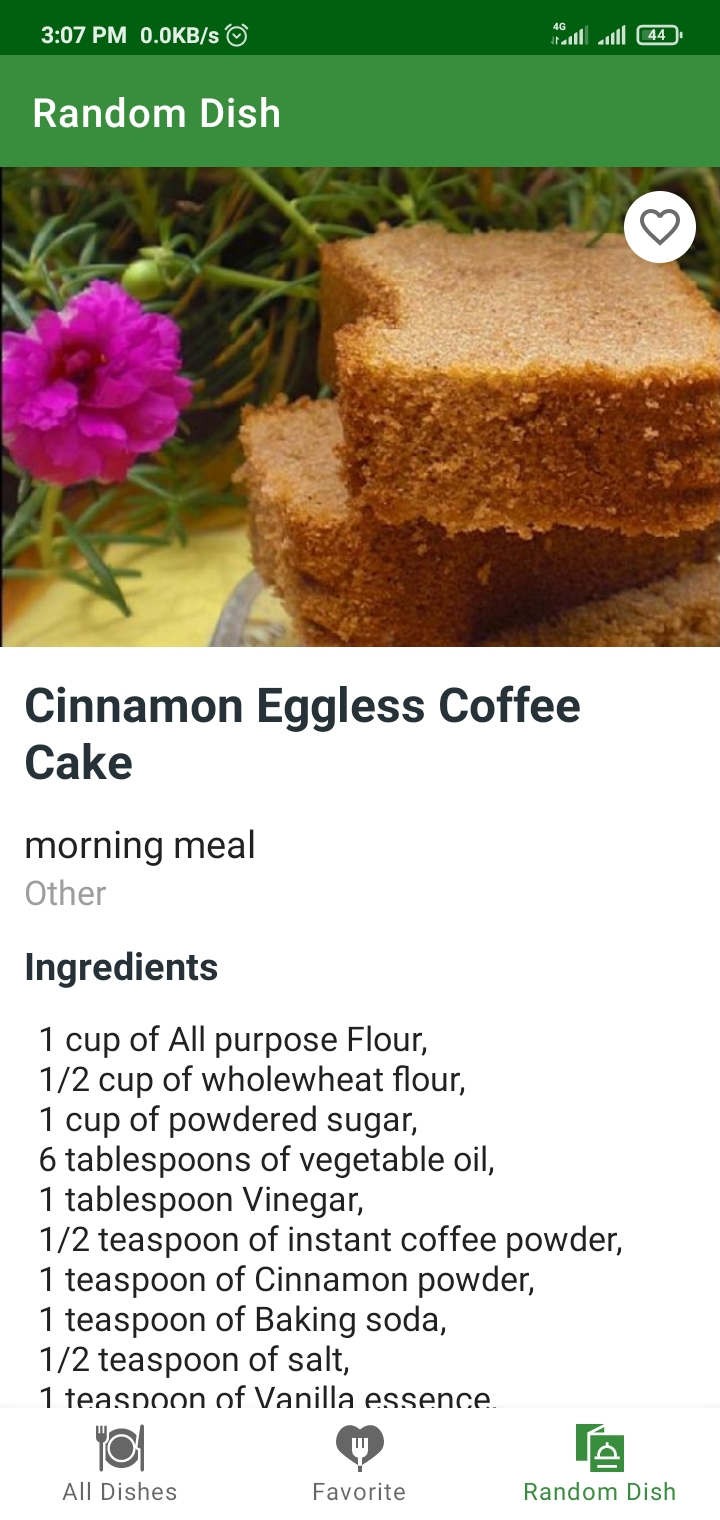 3:07 PM 0.0KB/s 4G 44
Random Dish
Cinnamon Eggless Coffee
Cake
morning meal
Other
Ingredients
1 cup of All purpose Flour,
1/2 cup of wholewheat flour,
1 cup of powdered sugar,
6 tablespoons of vegetable oil,
1 tablespoon Vinegar,
1/2 teaspoon of instant coffee powder,
1 teaspoon of Cinnamon powder,
1 teaspoon of Baking soda,
1/2 teaspoon of salt,
1 teaspoon of Vanilla essence,
All Dishes Favorite Random Dish